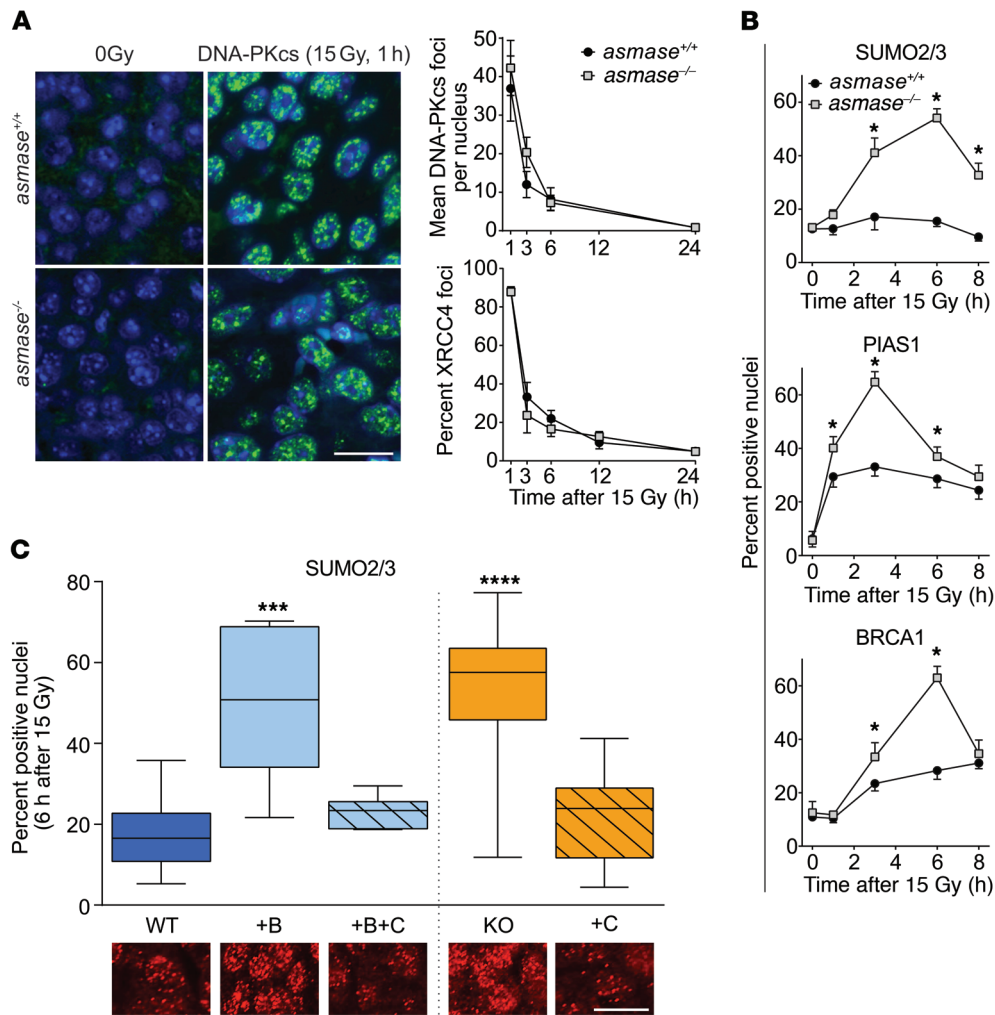 A
0Gy
DNA-PKcs (15 Gy, 1 h)
asmase+/+
asmase-/-
Mean DNA-PKcs foci
per nucleus
50
40
30
20
10
0
asmase+/+
asmase–/–
1 3 6 12 24
Percent XRCC4 foci
100
80
60
40
20
0
1 3 6 12 24
Time after 15 Gy (h)
B
Percent positive nuclei
SUMO2/3
asmase+/+
asmase–/–
60
40
20
0
* * *
0 2 4 6 8
Time after 15 Gy (h)
PIAS1
60
40
20
0
* * *
0 2 4 6 8
Time after 15 Gy (h)
BRCA1
60
40
20
0
* *
0 2 4 6 8
Time after 15 Gy (h)
C
SUMO2/3
Percent positive nuclei
(6 h after 15 Gy)
80
60
40
20
0
*** ****
WT +B +B+C KO +C